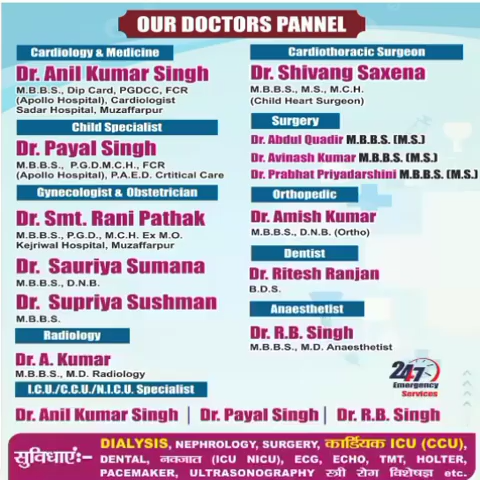 OUR DOCTORS PANNEL
Cardiology & Medicine
Dr. Anil Kumar Singh
M.B.B.S., Dip Card, PGDCC, FCR
(Apollo Hospital), Cardiologist
Sadar Hospital, Muzaffarpur
Child Specialist
Dr. Payal Singh
M.B.B.S., P.G.D.M.C.H., FCR
(Apollo Hospital), P.A.E.D. Crtitical Care
Gynecologist & Obstetrician
Dr. Smt. Rani Pathak
M.B.B.S., P.G.D., M.C.H. Ex M.O.
Kejriwal Hospital, Muzaffarpur
Dr. Sauriya Sumana
M.B.B.S., D.N.B.
Dr. Supriya Sushman
M.B.B.S.
Radiology
Dr. A. Kumar
M.B.B.S., M.D. Radiology
Cardiothoracic Surgeon
Dr. Shivang Saxena
M.B.B.S., M.S., M.C.H.
(Child Heart Surgeon)
Surgery
Dr. Abdul Quadir M.B.B.S. (M.S.)
Dr. Avinash Kumar M.B.B.S. (M.S.)
Dr. Prabhat Priyadarshini M.B.B.S. (M.S.)
Orthopedic
Dr. Amish Kumar
M.B.B.S., D.N.B. (Ortho)
Dentist
Dr. Ritesh Ranjan
B.D.S.
Anaesthetist
Dr. R.B. Singh
M.B.B.S., M.D. Anaesthetist
24x7
Emergency
Services
I.C.U./C.C.U./N.I.C.U. Specialist
Dr. Anil Kumar Singh | Dr. Payal Singh | Dr. R.B. Singh
सुविधाएं:-
DIALYSIS, NEPHROLOGY, SURGERY, कार्डियक ICU (CCU),
DENTAL, नवजात (ICU NICU), ECG, ECHO, TMT, HOLTER,
PACEMAKER, ULTRASONOGRAPHY स्त्री रोग विशेषज्ञ etc.